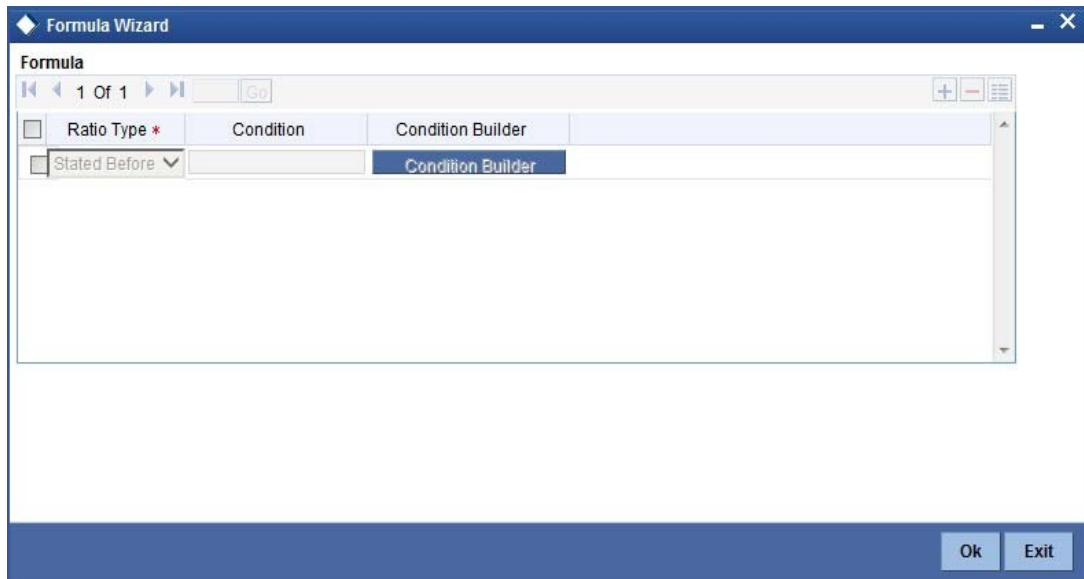 Formula Wizard
Formula
1 Of 1 Go
Ratio Type * Condition Condition Builder
Stated Before Condition Builder
Ok Exit